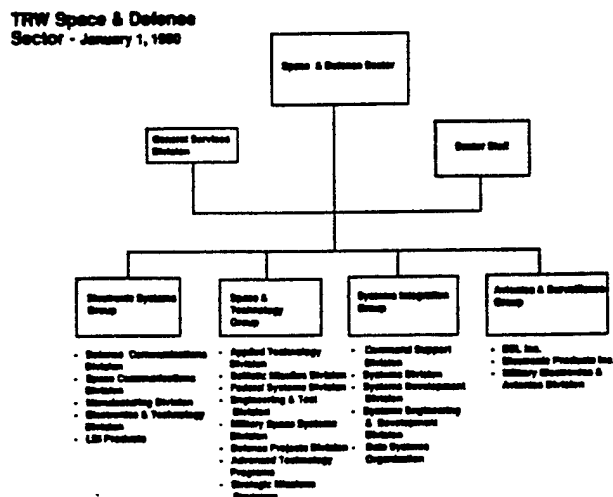 TRW Space & Defense
Sector - January 1, 1990
Space & Defense Sector
General Services
Division
Sector Staff
Electronic Systems
Group
Space &
Technology
Group
Systems Integration
Group
Avionics & Surveillance
Group
- Defense Communications
Division
- Space Communications
Division
- Manufacturing Division
- Electronics & Technology
Division
- LSI Products
- Applied Technology
Division
- Ballistic Missiles Division
- Federal Systems Division
- Engineering & Test
Division
- Military Space Systems
Division
- Defense Projects Division
- Advanced Technology
Programs
- Strategic Missions
- Command Support
Division
- Systems Division
- Systems Development
Division
- Systems Engineering
& Development
Division
- Data Systems
Organization
- ESL Inc.
- Electronic Products Inc.
- Military Electronics &
Avionics Division